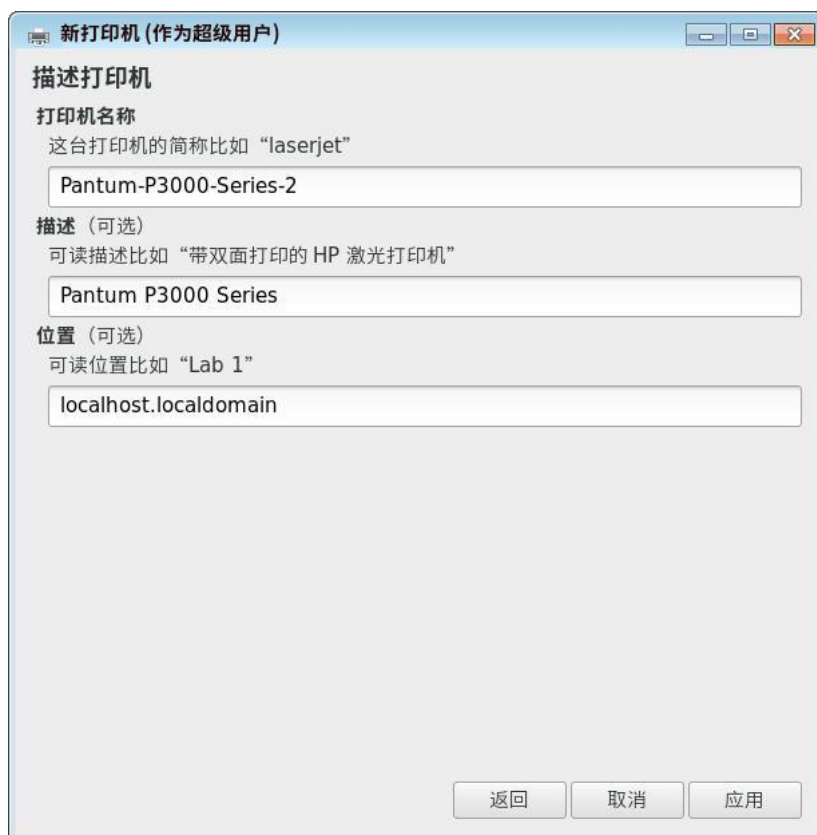 新打印机 (作为超级用户)
描述打印机
打印机名称
这台打印机的简称比如“laserjet”
Pantum-P3000-Series-2
描述（可选）
可读描述比如“带双面打印的 HP 激光打印机”
Pantum P3000 Series
位置（可选）
可读位置比如“Lab 1”
localhost.localdomain
返回 取消 应用